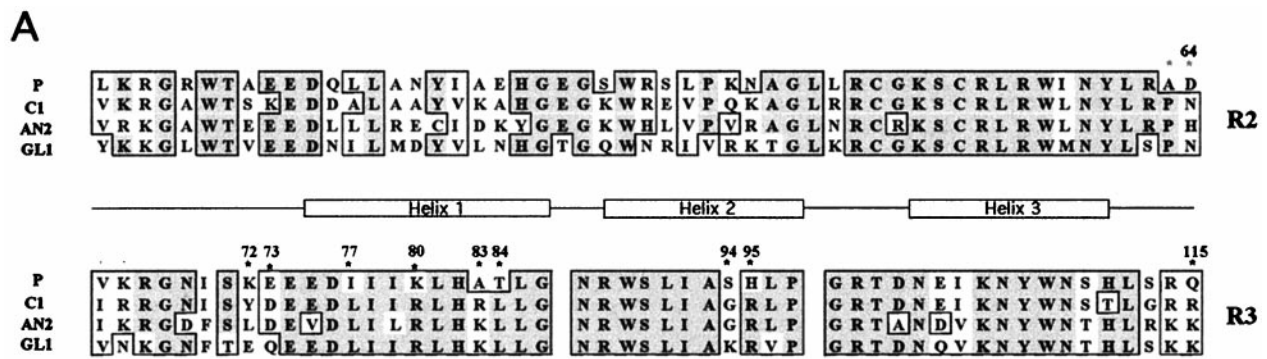 A
64
* *
P L K R G R W T A E E D Q L L A N Y I A E H G E G S W R S L P K N A G L L R C G K S C R L R W I N Y L R A D
C1 V K R G A W T S K E D D A L A A Y V K A H G E G K W R E V P Q K A G L R R C G K S C R L R W L N Y L R P N
AN2 V R K G A W T E E E D L L L R E C I D K Y G E G K W H L V P V R A G L N R C R K S C R L R W L N Y L R P H
GL1 Y K K G L W T V E E D N I L M D Y V L N H G T G Q W N R I V R K T G L K R C G K S C R L R W M N Y L S P N
R2
Helix 1 Helix 2 Helix 3
72 73 77 80 83 84 94 95 115
* * * * * * * * *
P V K R G N I S K E E E D I I I K L H A T L G N R W S L I A S H L P G R T D N E I K N Y W N S H L S R Q
C1 I R R G N I S Y D E E D L I I R L H R L L G N R W S L I A G R L P G R T D N E I K N Y W N S T L G R R
AN2 I K R G D F S L D E V D L I L R L H K L L G N R W S L I A G R L P G R T A N D V K N Y W N T H L R K K
GL1 V N K G N F T E Q E E D L I I R L H K L L G N R W S L I A K R V P G R T D N Q V K N Y W N T H L S K K
R3